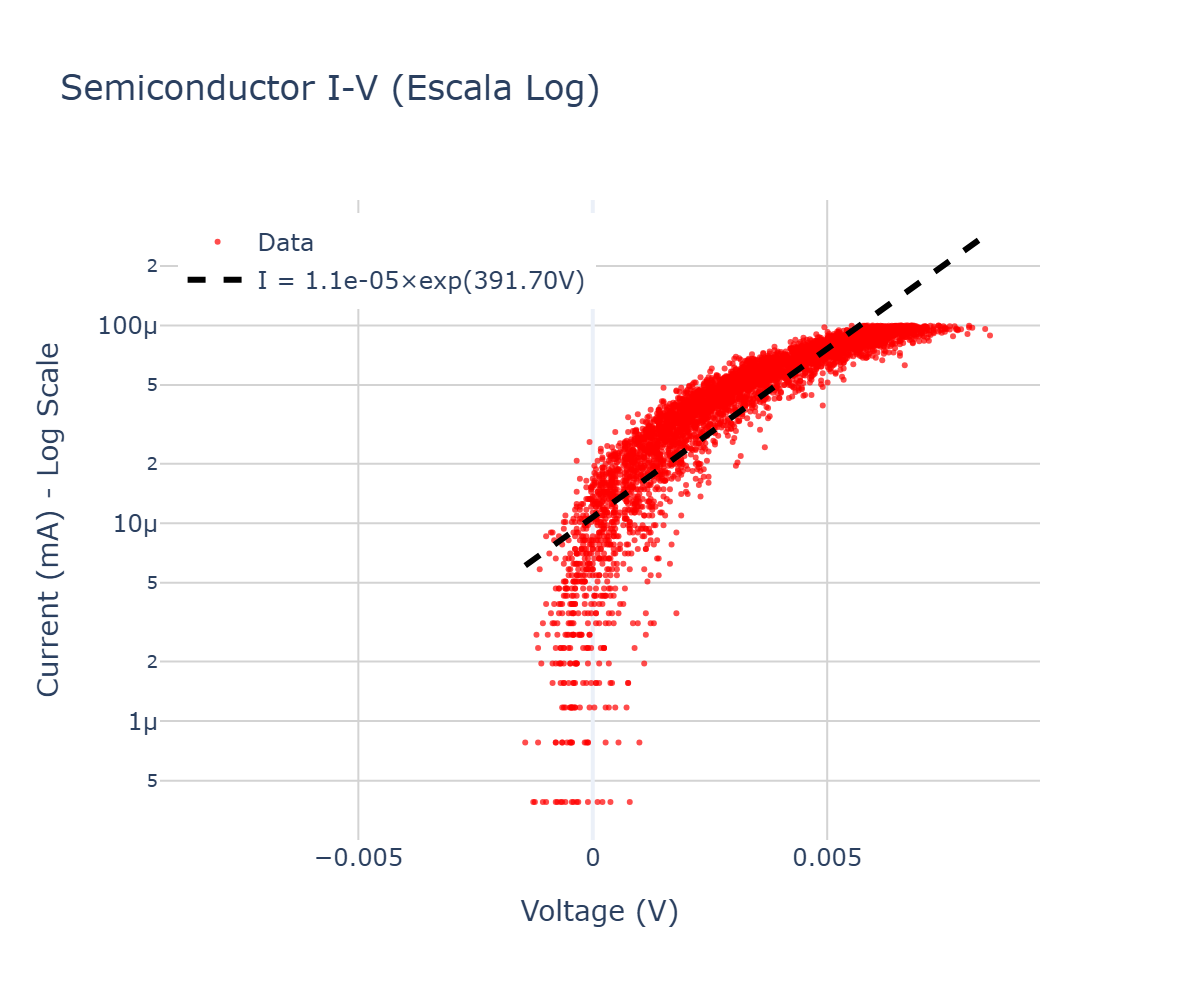 Semiconductor I-V (Escala Log)
Data
I = 1.1e-05×exp(391.70V)
2
100μ
5
2
10μ
5
2
1μ
5
Current (mA) - Log Scale
−0.005
0
0.005
Voltage (V)